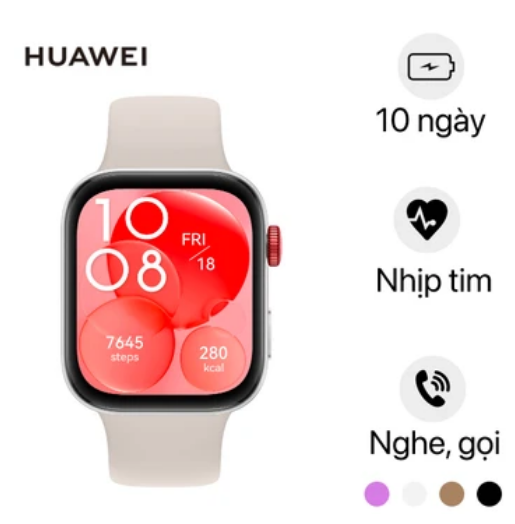 HUAWEI
10
08
FRI
18
7645
steps
280
kcal
10 ngày
Nhịp tim
Nghe, gọi